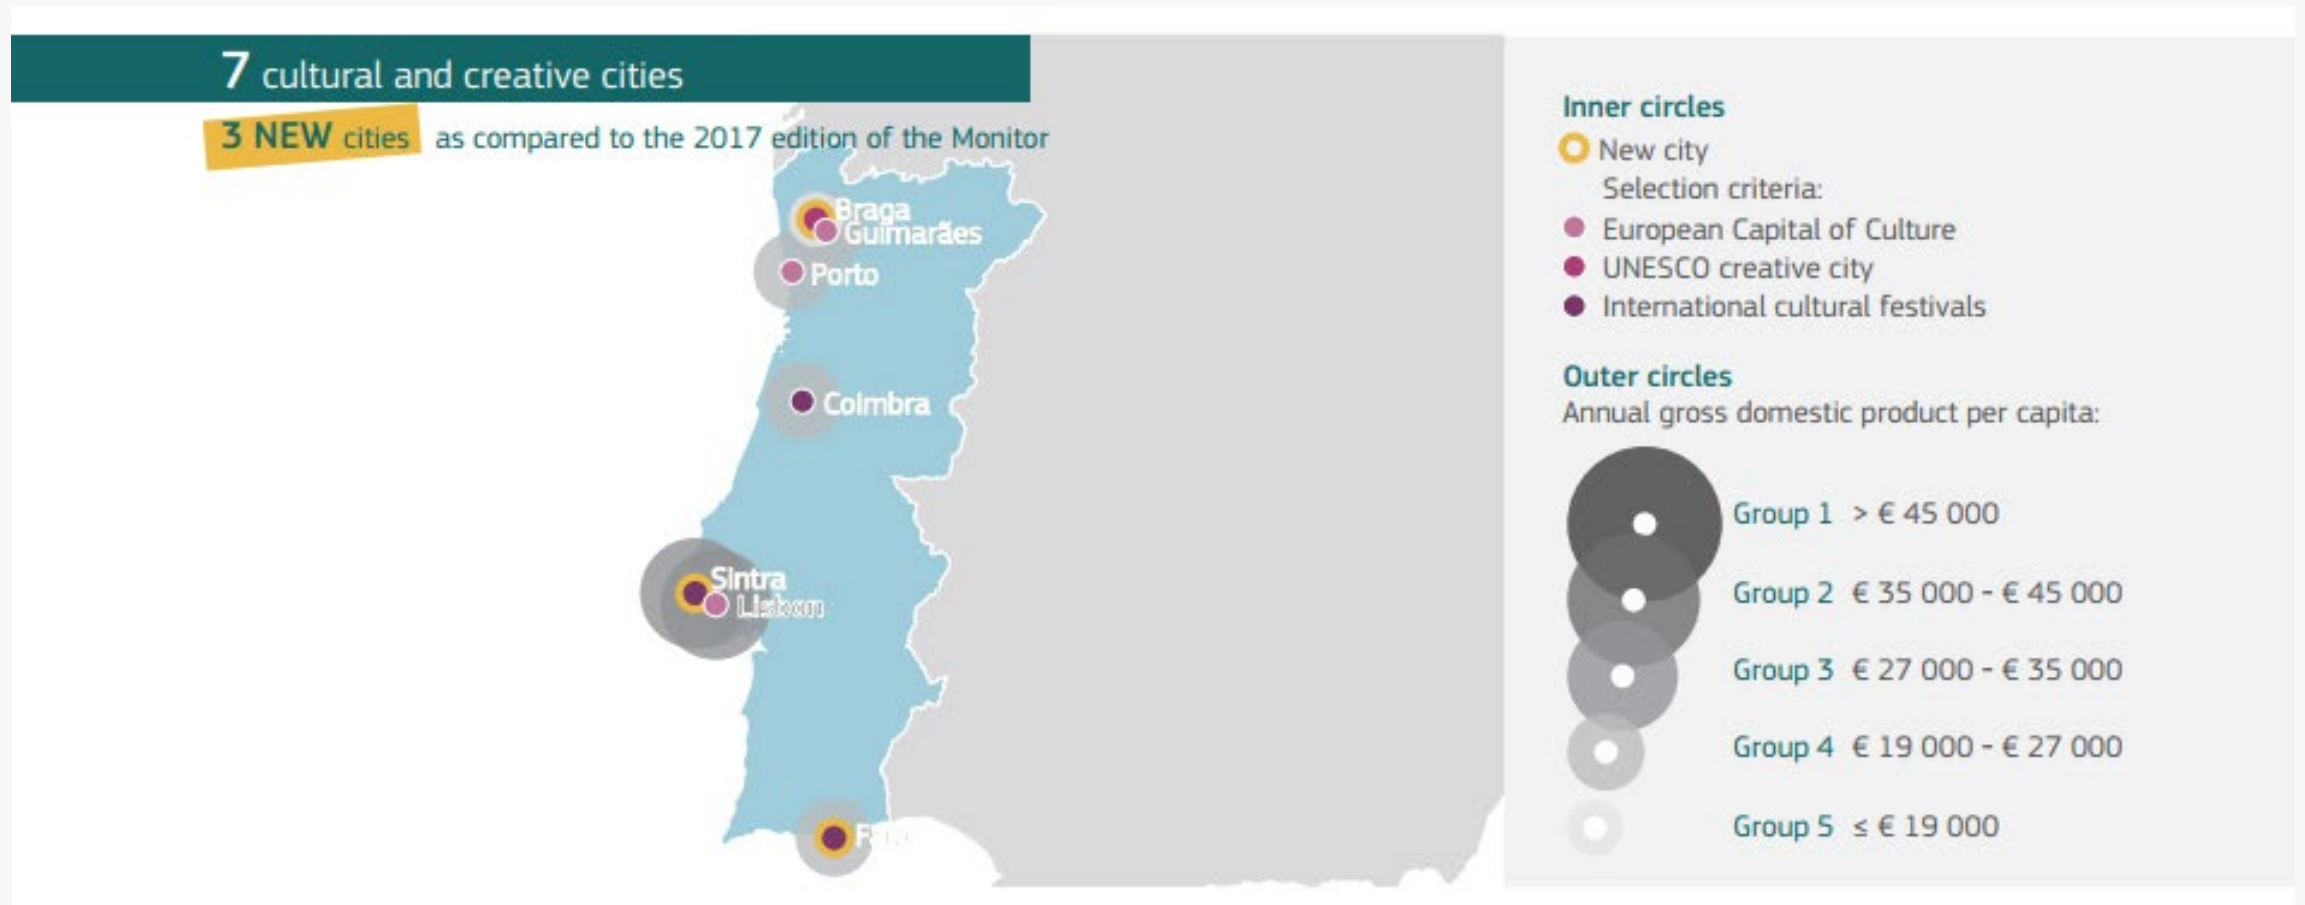 7 cultural and creative cities
3 NEW cities as compared to the 2017 edition of the Monitor
Braga
Guimarães
Porto
Coimbra
Sintra
Lisbon
Inner circles
New city
Selection criteria:
European Capital of Culture
UNESCO creative city
International cultural festivals
Outer circles
Annual gross domestic product per capita:
Group 1 > € 45 000
Group 2 € 35 000 - € 45 000
Group 3 € 27 000 - € 35 000
Group 4 € 19 000 - € 27 000
Group 5 ≤ € 19 000